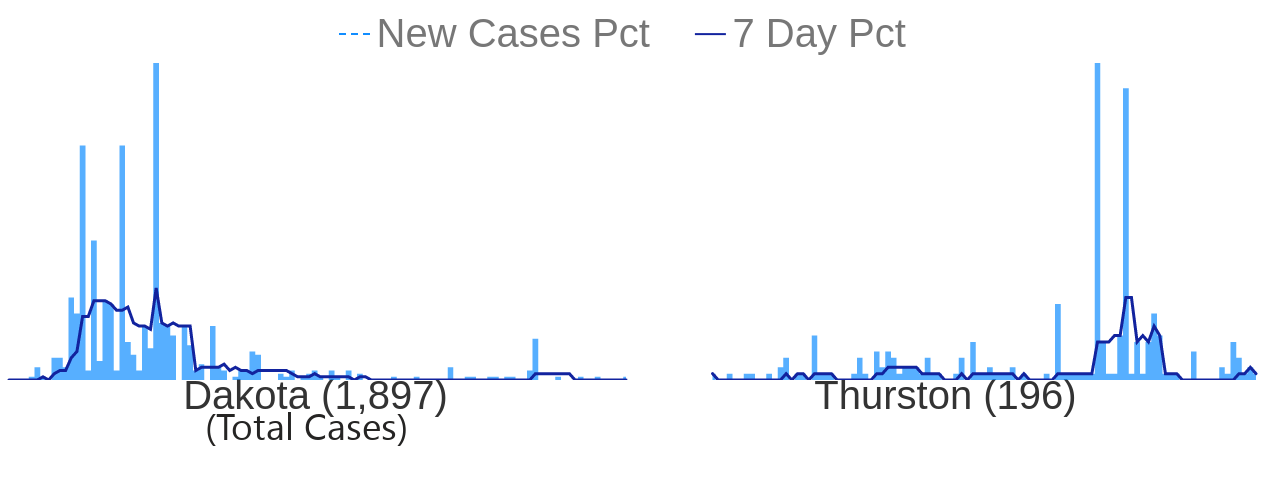 New Cases Pct 7 Day Pct
Dakota (1,897)
(Total Cases)
Thurston (196)